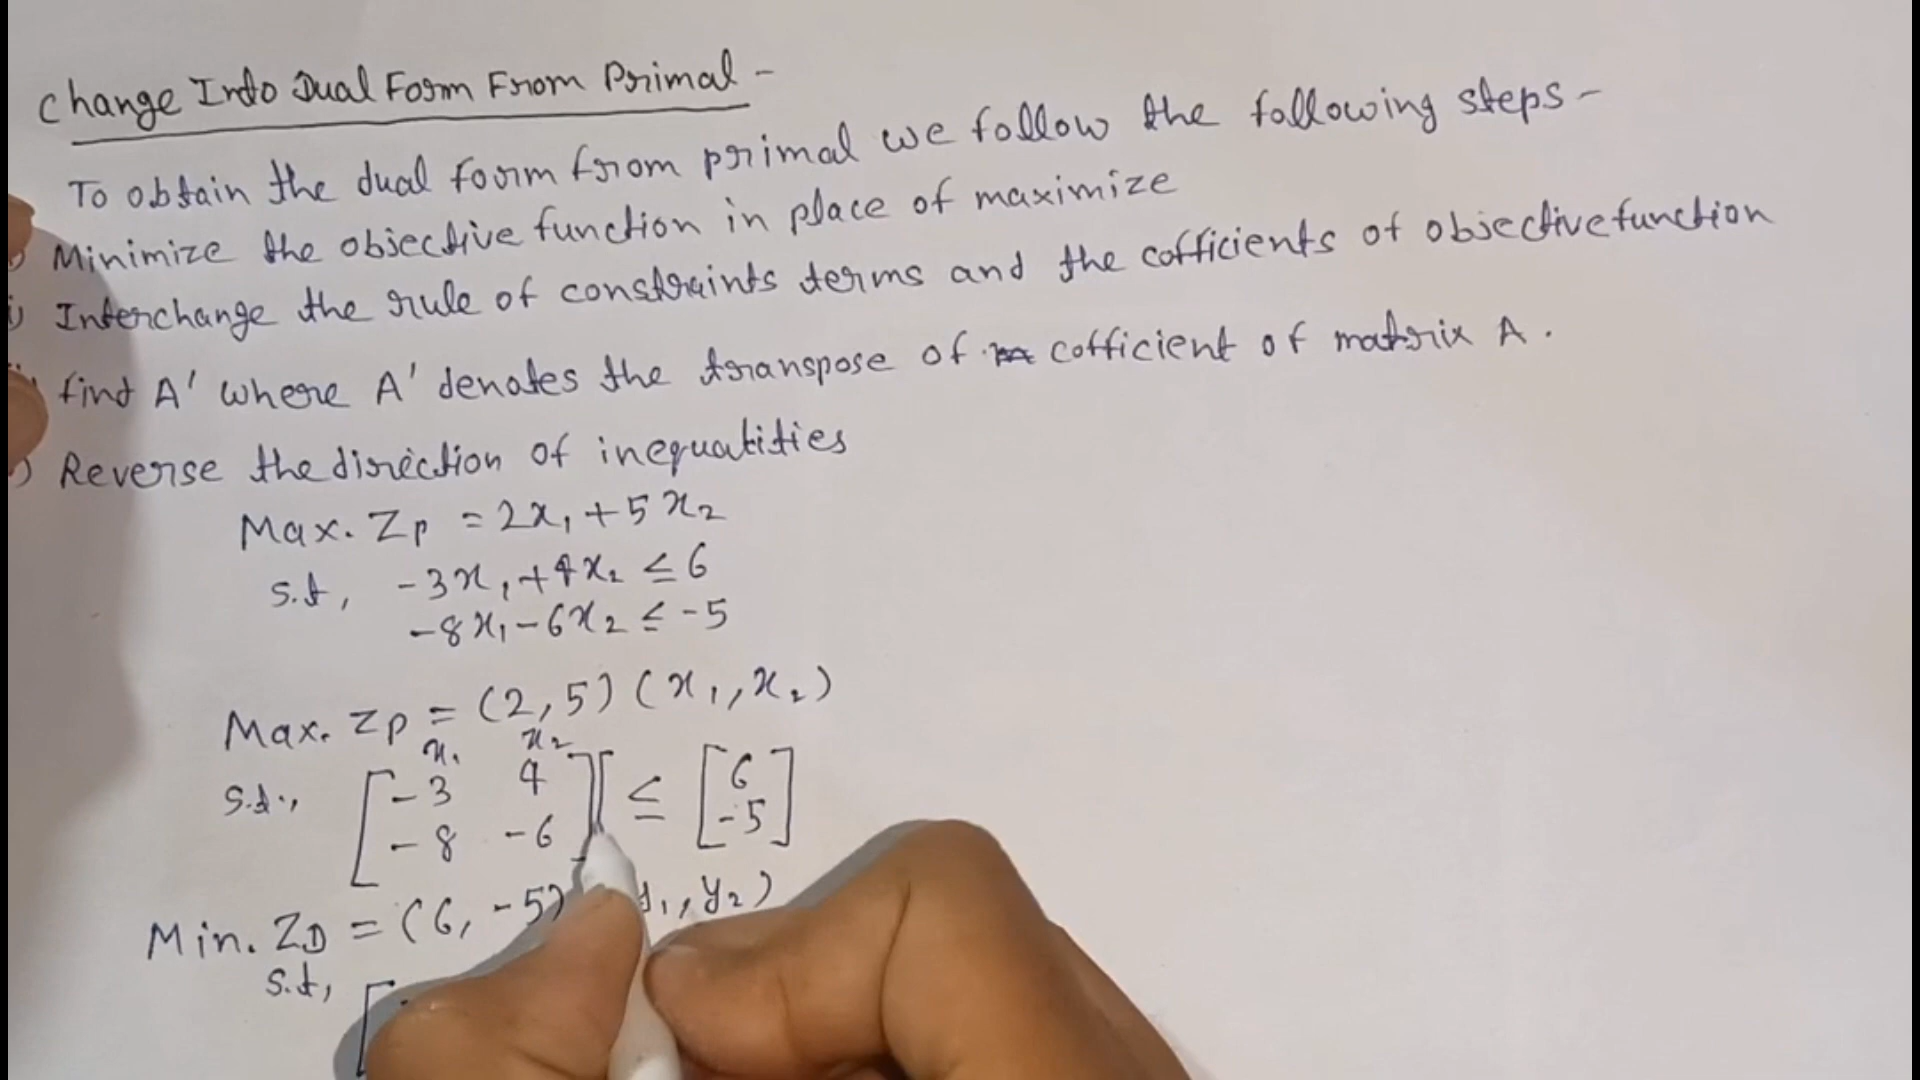 Change Into Dual Form From Primal -
To obtain the dual foorm from primal we follow the following steps -
Minimize the objective function in place of maximize
Interchange the rule of constraints terms and the cofficients of objective function
find A' where A' denotes the transpose of cofficient of matrix A.
Reverse the direction of inequatities
Max. Zp = 2x₁ + 5x₂
s.t, -3x₁ + 4x₂ ≤ 6
-8x₁ - 6x₂ ≤ -5
Max. Zp = (2, 5) (x₁, x₂)
x₁ x₂
s.t., [-3 4] ≤ [6]
[-8 -6] [-5]
Min. ZD = (6, -5) y₁, y₂)
s.t,